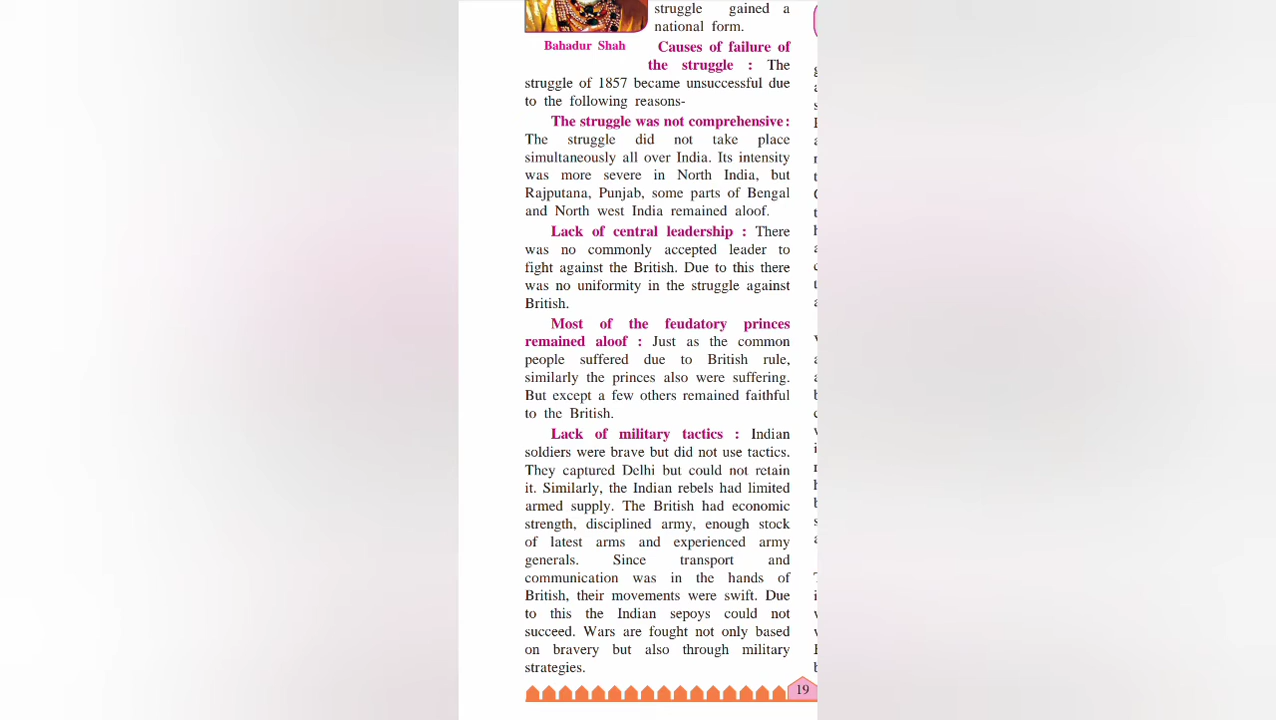 struggle gained a
national form.
Bahadur Shah
Causes of failure of
the struggle : The
struggle of 1857 became unsuccessful due
to the following reasons-
The struggle was not comprehensive :
The struggle did not take place
simultaneously all over India. Its intensity
was more severe in North India, but
Rajputana, Punjab, some parts of Bengal
and North west India remained aloof.
Lack of central leadership : There
was no commonly accepted leader to
fight against the British. Due to this there
was no uniformity in the struggle against
British.
Most of the feudatory princes
remained aloof : Just as the common
people suffered due to British rule,
similarly the princes also were suffering.
But except a few others remained faithful
to the British.
Lack of military tactics : Indian
soldiers were brave but did not use tactics.
They captured Delhi but could not retain
it. Similarly, the Indian rebels had limited
armed supply. The British had economic
strength, disciplined army, enough stock
of latest arms and experienced army
generals. Since transport and
communication was in the hands of
British, their movements were swift. Due
to this the Indian sepoys could not
succeed. Wars are fought not only based
on bravery but also through military
strategies.
19